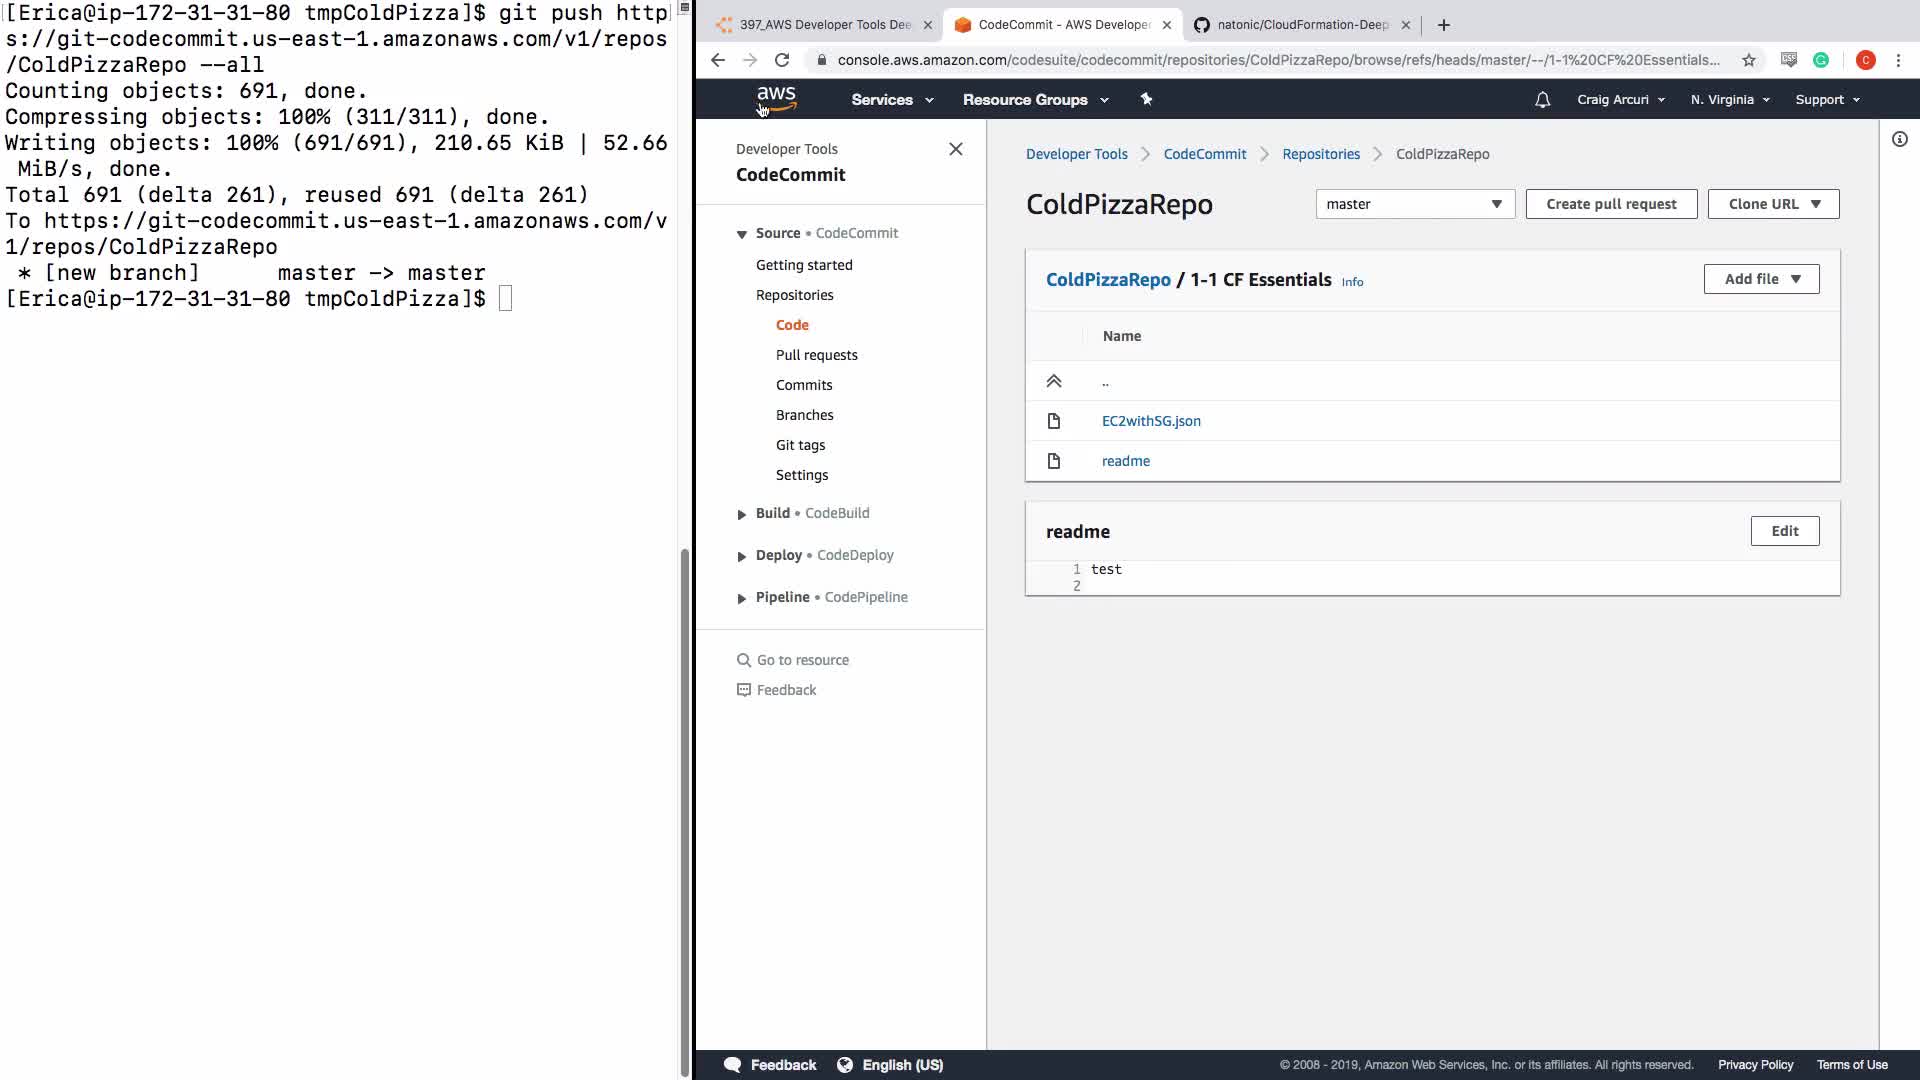 [Erica@ip-172-31-31-80 tmpColdPizza]$ git push http
s://git-codecommit.us-east-1.amazonaws.com/v1/repos
/ColdPizzaRepo --all
Counting objects: 691, done.
Compressing objects: 100% (311/311), done.
Writing objects: 100% (691/691), 210.65 KiB | 52.66
MiB/s, done.
Total 691 (delta 261), reused 691 (delta 261)
To https://git-codecommit.us-east-1.amazonaws.com/v
1/repos/ColdPizzaRepo
* [new branch] master -> master
[Erica@ip-172-31-31-80 tmpColdPizza]$
397_AWS Developer Tools Dee
CodeCommit - AWS Developer
natonic/CloudFormation-Deep
console.aws.amazon.com/codesuite/codecommit/repositories/ColdPizzaRepo/browse/refs/heads/master/--/1-1%20CF%20Essentials...
C
aws
Services
Resource Groups
Craig Arcuri
N. Virginia
Support
Developer Tools
CodeCommit
Source • CodeCommit
Getting started
Repositories
Code
Pull requests
Commits
Branches
Git tags
Settings
Build • CodeBuild
Deploy • CodeDeploy
Pipeline • CodePipeline
Go to resource
Feedback
Developer Tools > CodeCommit > Repositories > ColdPizzaRepo
ColdPizzaRepo
master
Create pull request
Clone URL
ColdPizzaRepo / 1-1 CF Essentials Info
Add file
Name
..
EC2withSG.json
readme
readme
Edit
1 test
2
Feedback
English (US)
© 2008 - 2019, Amazon Web Services, Inc. or its affiliates. All rights reserved.
Privacy Policy
Terms of Use